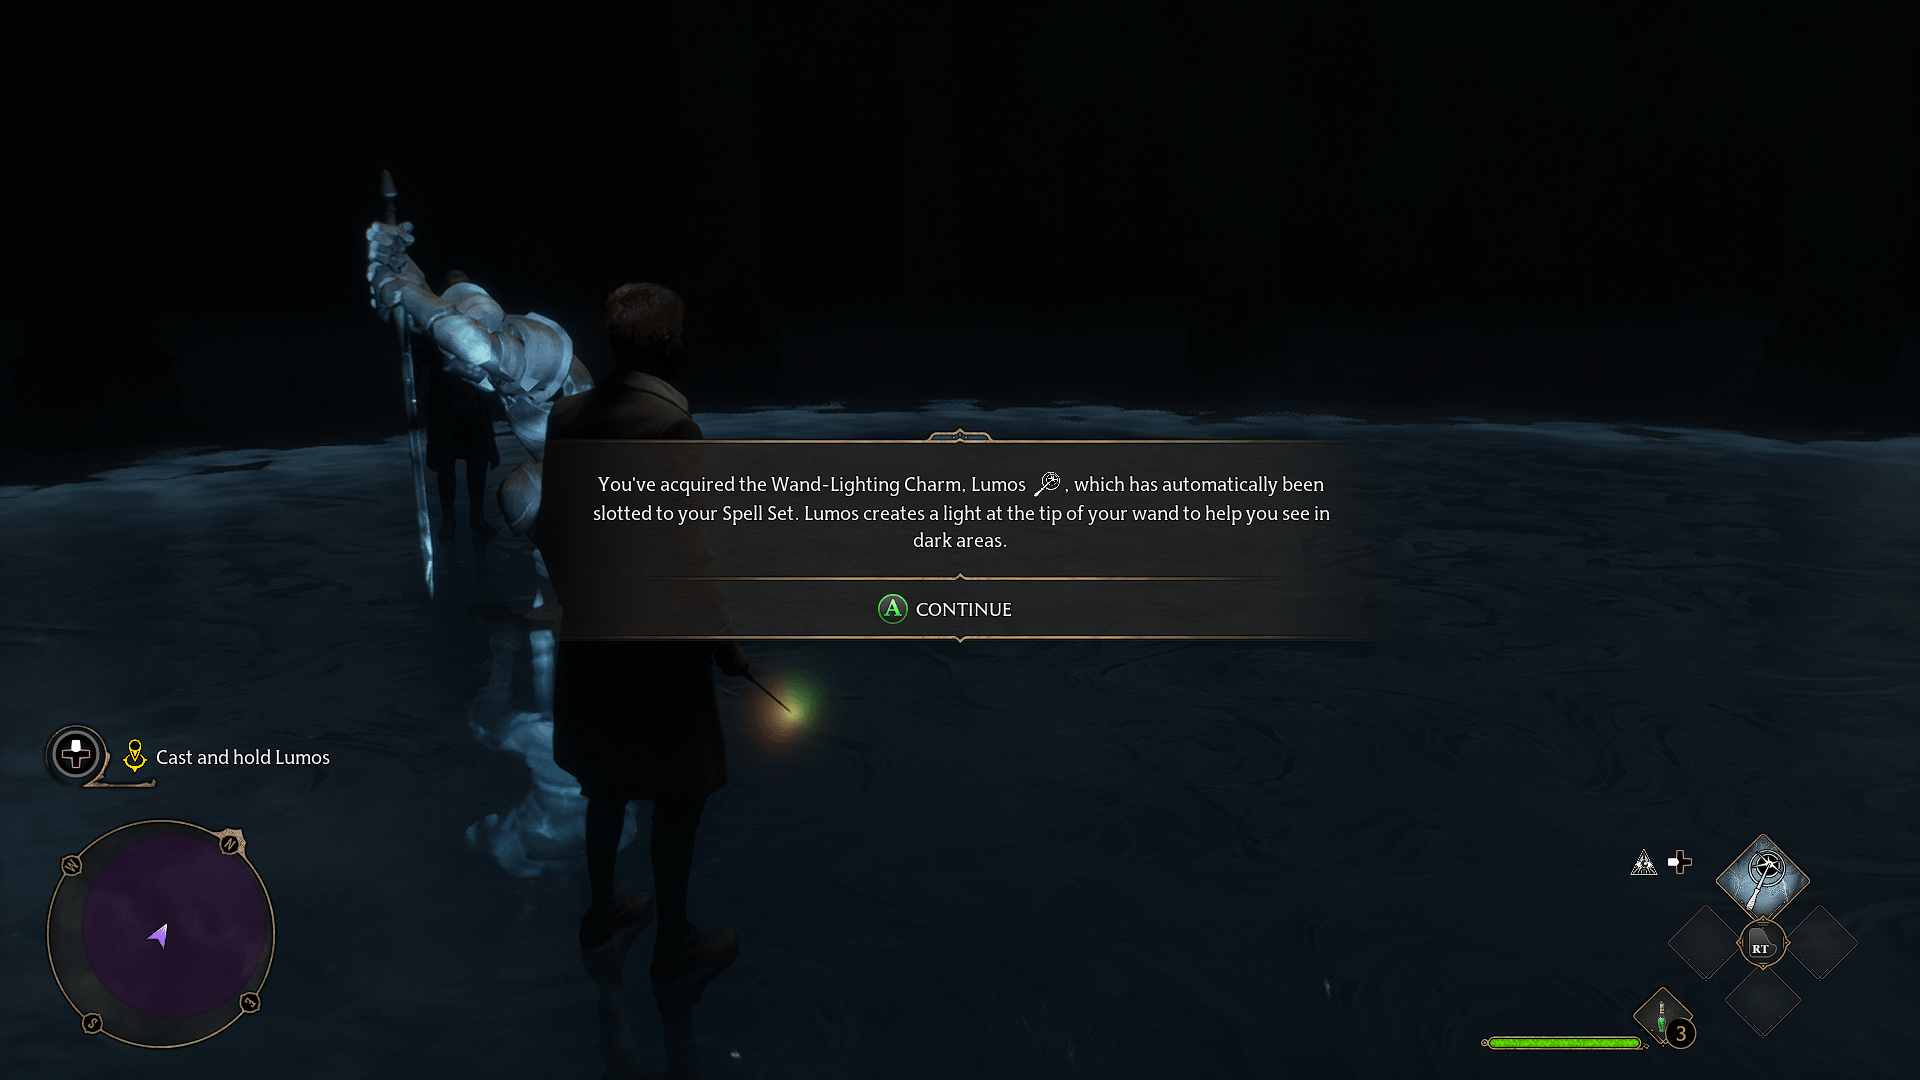 You've acquired the Wand-Lighting Charm, Lumos , which has automatically been
slotted to your Spell Set. Lumos creates a light at the tip of your wand to help you see in
dark areas.
A CONTINUE
Cast and hold Lumos
N
W
E
S
RT
3